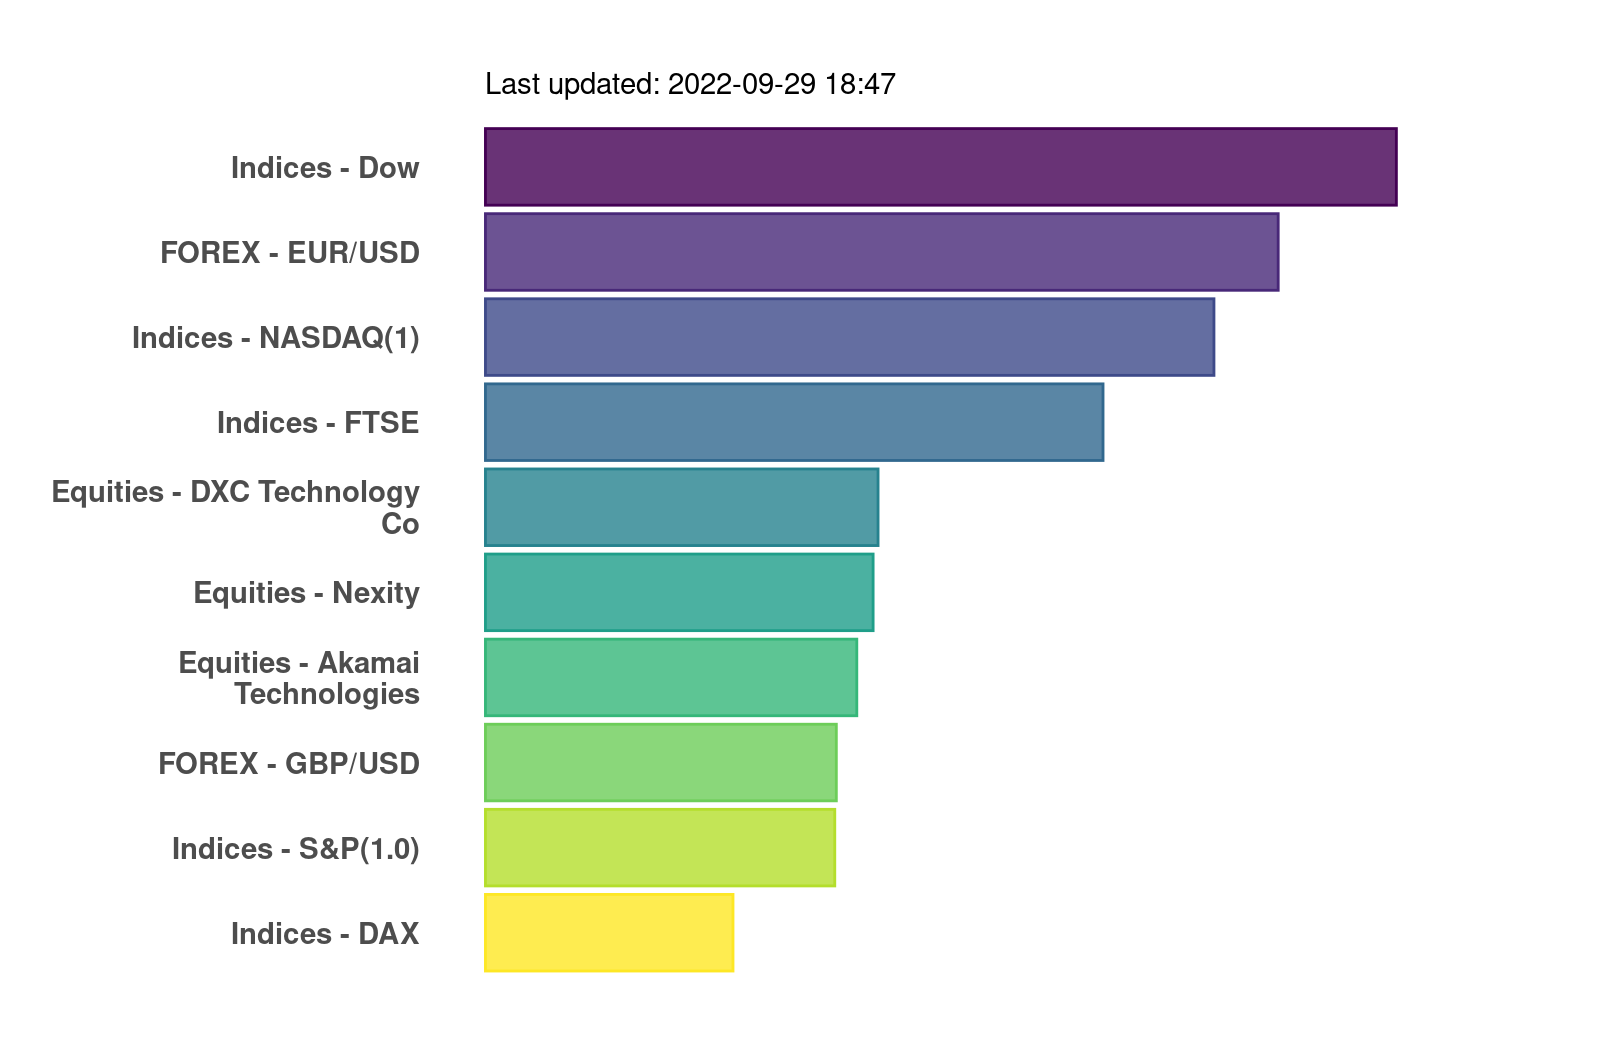 Last updated: 2022-09-29 18:47
Indices - Dow
FOREX - EUR/USD
Indices - NASDAQ(1)
Indices - FTSE
Equities - DXC Technology
Co
Equities - Nexity
Equities - Akamai
Technologies
FOREX - GBP/USD
Indices - S&P(1.0)
Indices - DAX